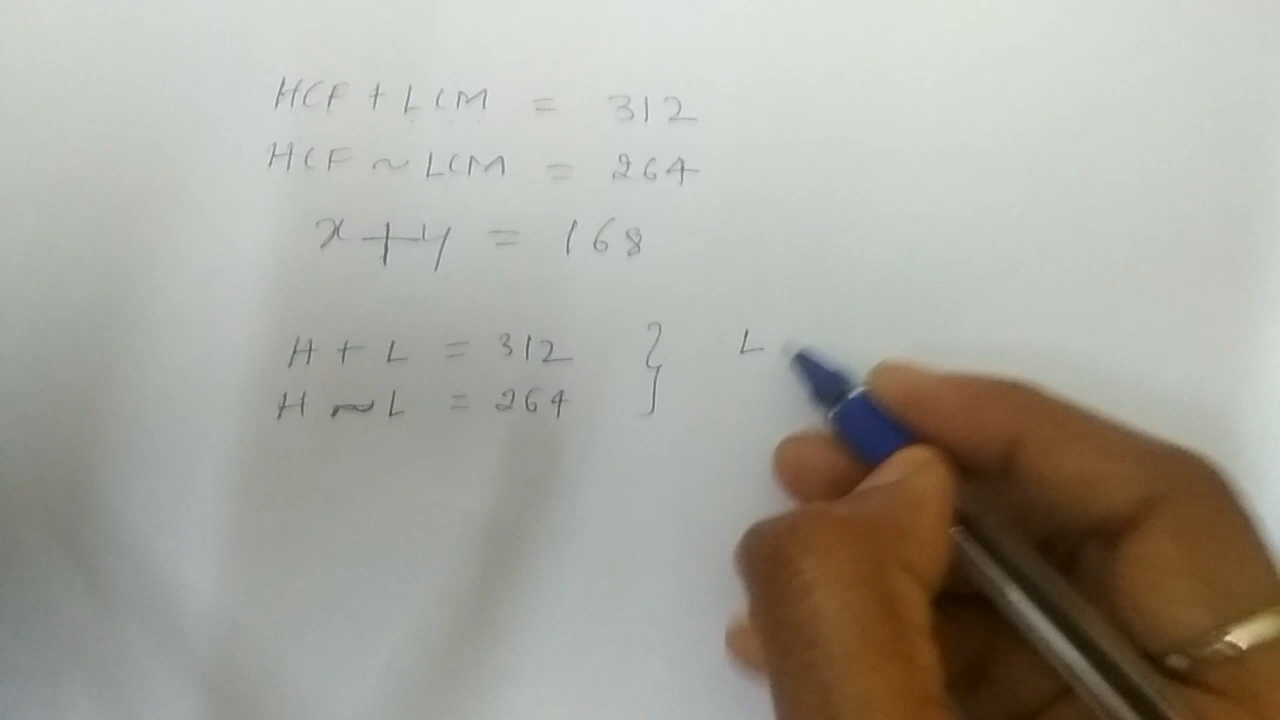 HCF + LCM = 312
HCF ~ LCM = 264
x + y = 168
H + L = 312 } L
H ~ L = 264